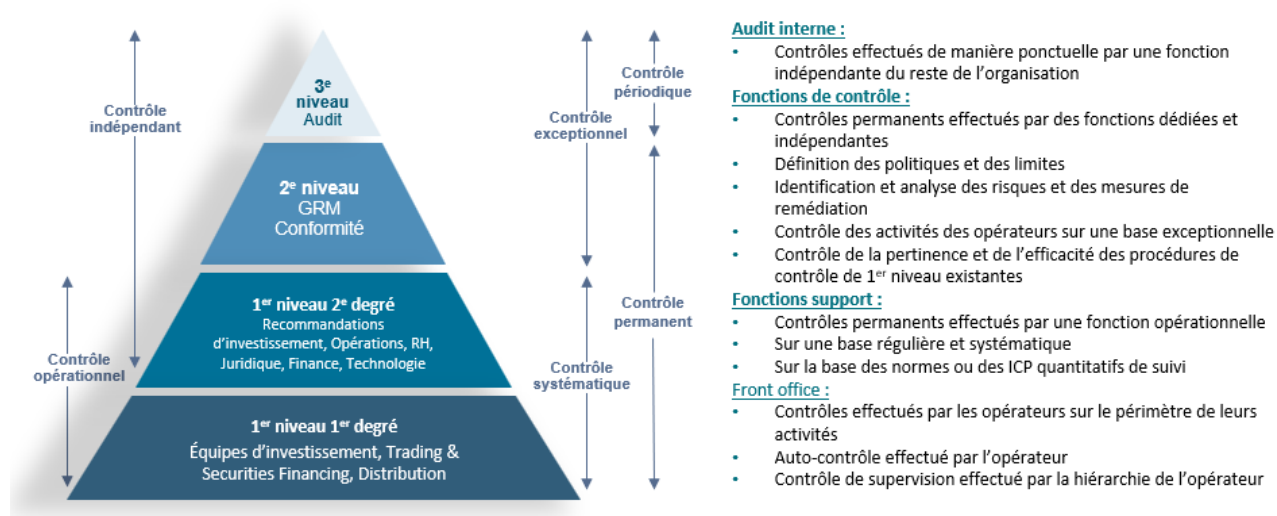 3e
niveau
Audit
2e niveau
GRM
Conformité
1er niveau 2e degré
Recommandations
d’investissement, Opérations, RH,
Juridique, Finance, Technologie
1er niveau 1er degré
Équipes d’investissement, Trading &
Securities Financing, Distribution
Contrôle
indépendant
Contrôle
opérationnel
Contrôle
périodique
Contrôle
exceptionnel
Contrôle
permanent
Contrôle
systématique
Audit interne :
• Contrôles effectués de manière ponctuelle par une fonction
indépendante du reste de l’organisation
Fonctions de contrôle :
• Contrôles permanents effectués par des fonctions dédiées et
indépendantes
• Définition des politiques et des limites
• Identification et analyse des risques et des mesures de
remédiation
• Contrôle des activités des opérateurs sur une base exceptionnelle
• Contrôle de la pertinence et de l’efficacité des procédures de
contrôle de 1er niveau existantes
Fonctions support :
• Contrôles permanents effectués par une fonction opérationnelle
• Sur une base régulière et systématique
• Sur la base des normes ou des ICP quantitatifs de suivi
Front office :
• Contrôles effectués par les opérateurs sur le périmètre de leurs
activités
• Auto-contrôle effectué par l’opérateur
• Contrôle de supervision effectué par la hiérarchie de l’opérateur